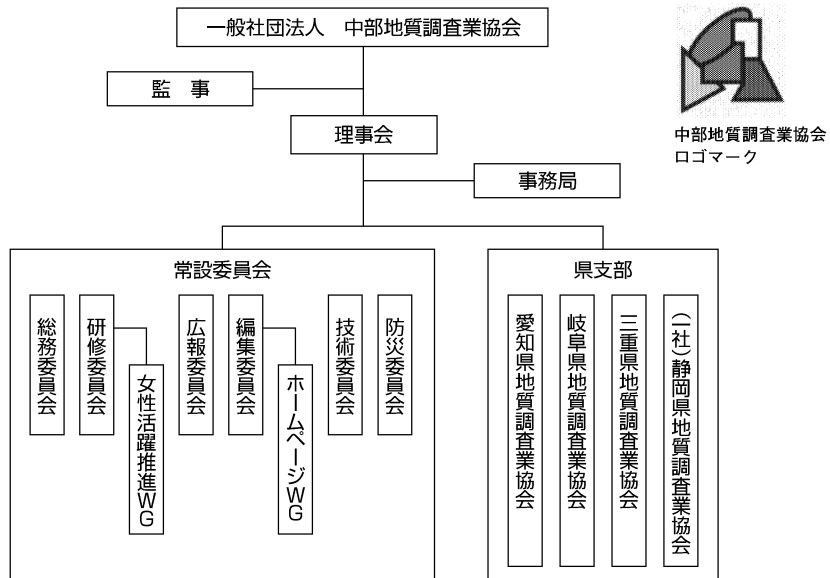 一般社団法人　中部地質調査業協会
監　事
理事会
事務局
中部地質調査業協会
ロゴマーク
常設委員会
総務委員会
研修委員会
女性活躍推進WG
広報委員会
編集委員会
ホームページWG
技術委員会
防災委員会
県支部
愛知県地質調査業協会
岐阜県地質調査業協会
三重県地質調査業協会
(一社)静岡県地質調査業協会